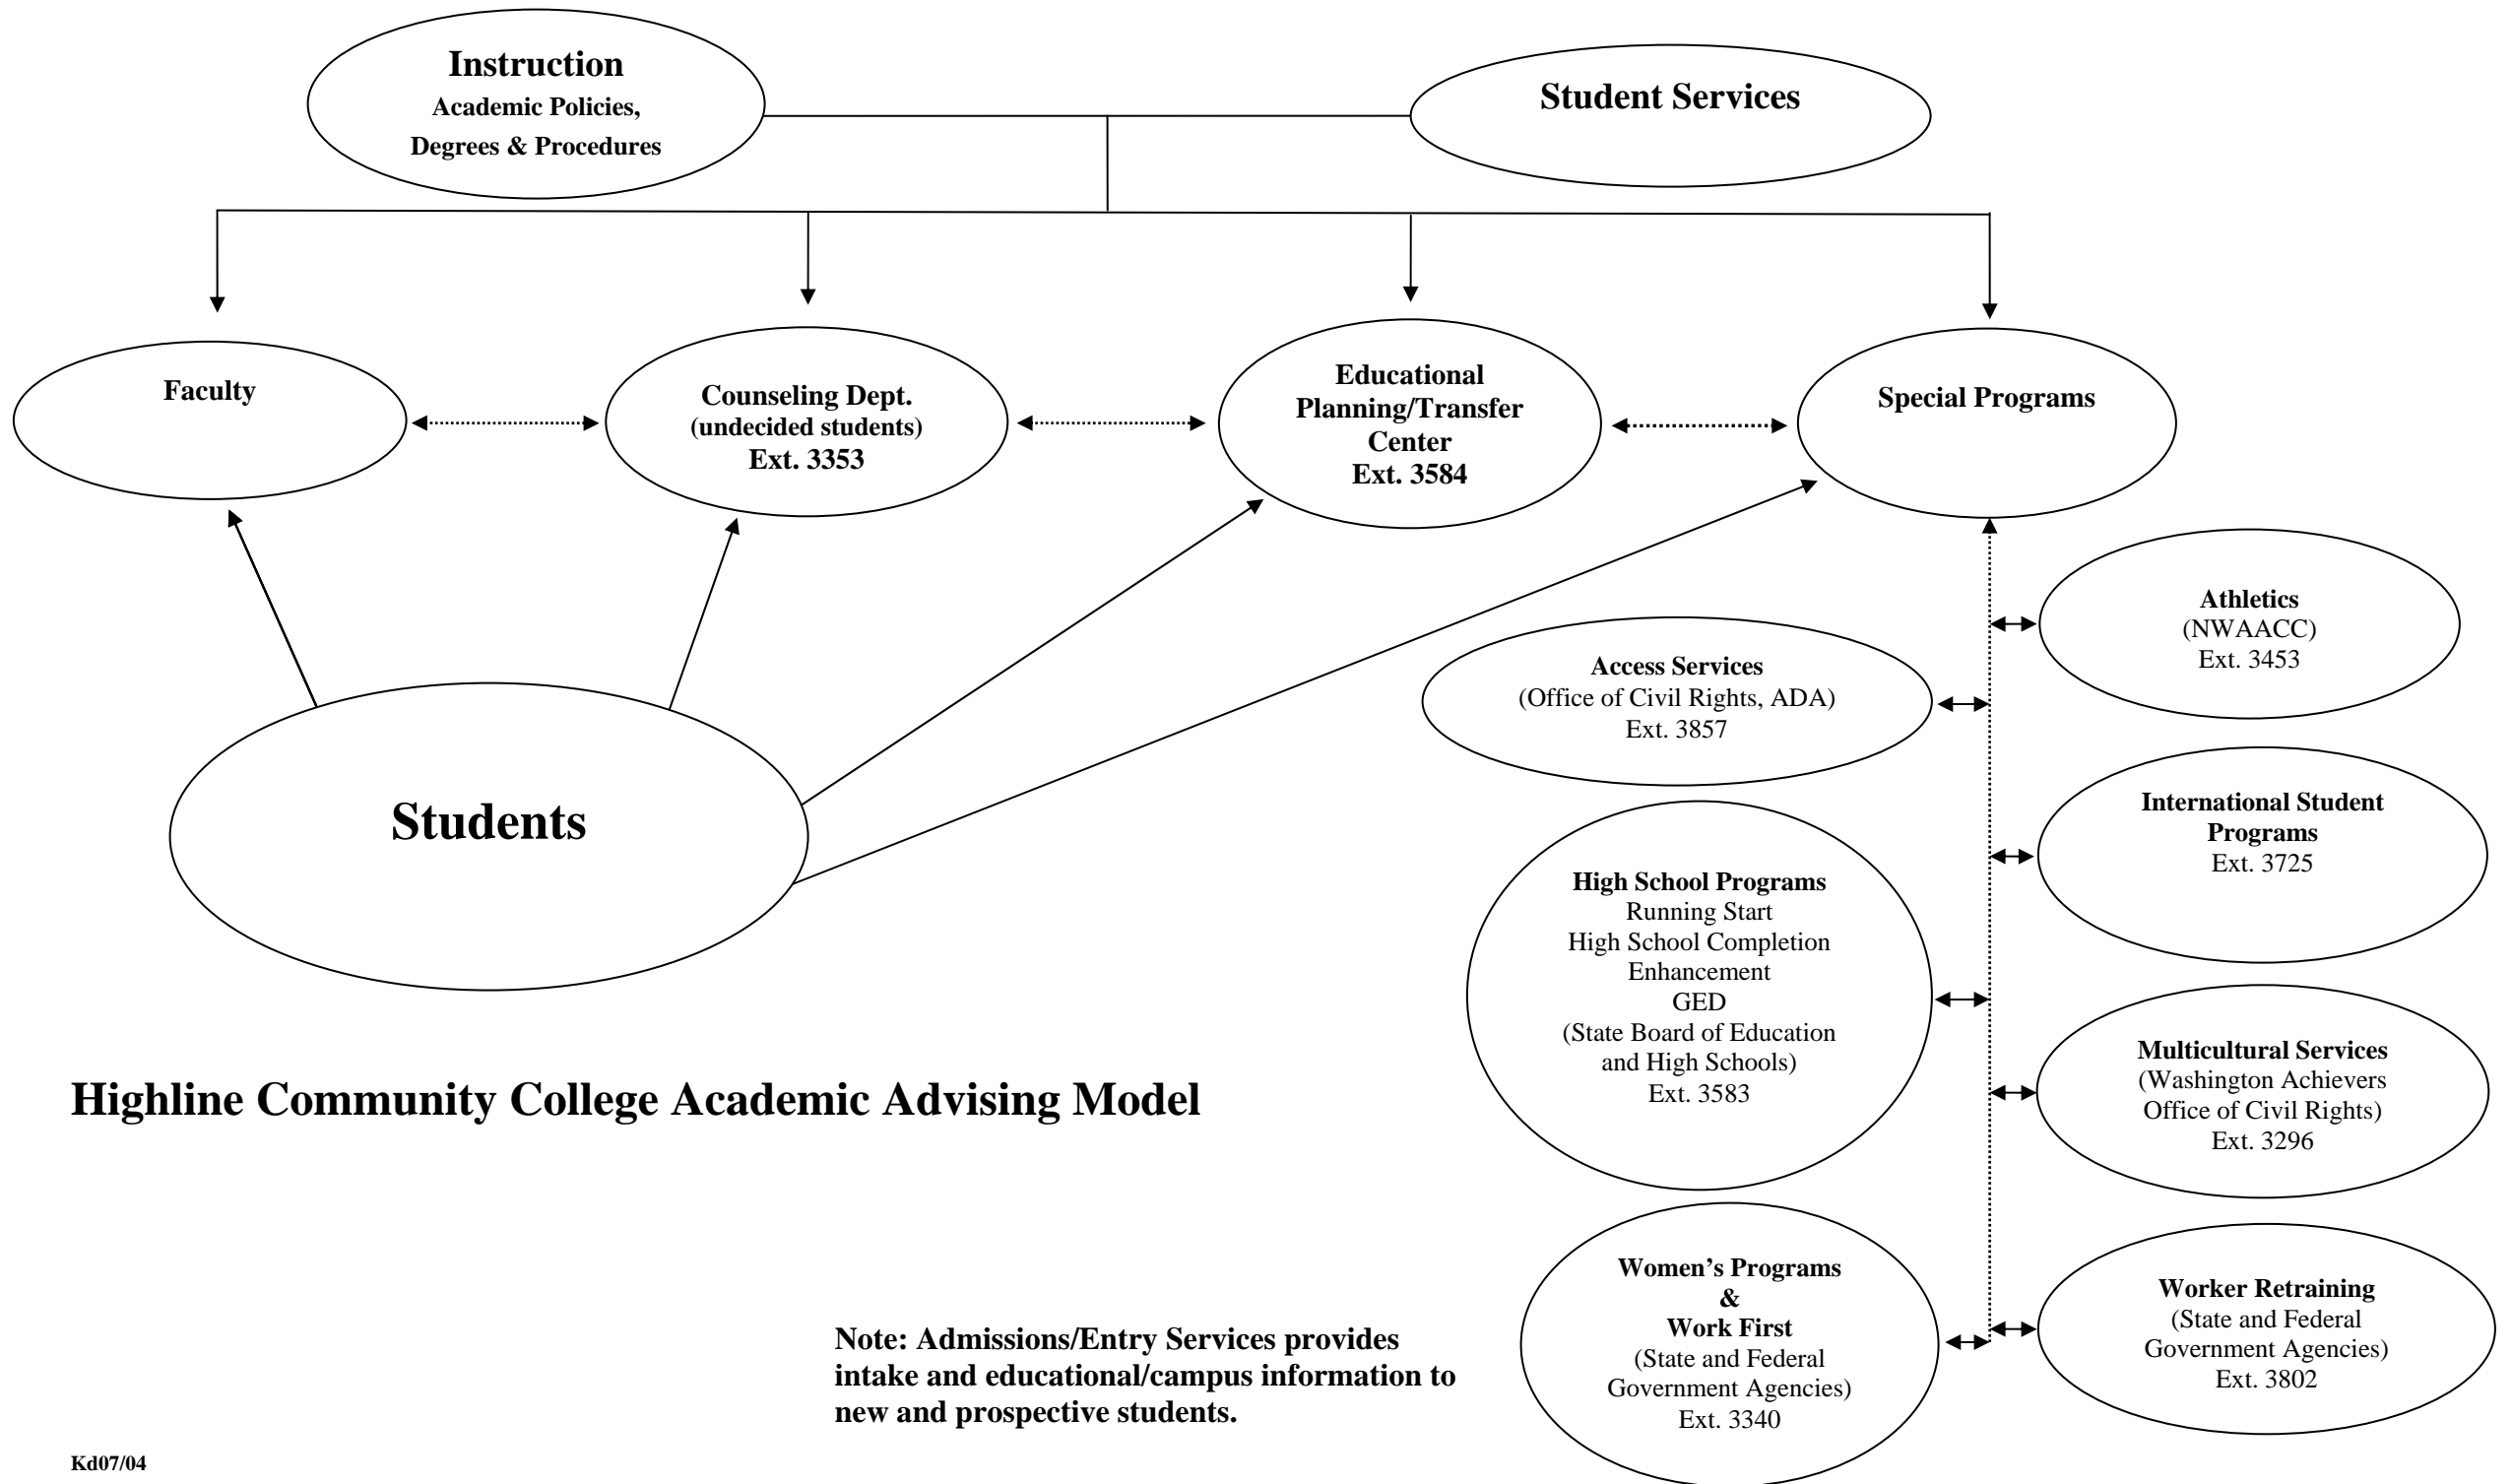 Instruction
Academic Policies,
Degrees & Procedures
Student Services
Faculty
Counseling Dept.
(undecided students)
Ext. 3353
Educational
Planning/Transfer
Center
Ext. 3584
Special Programs
Athletics
(NWAACC)
Ext. 3453
Access Services
(Office of Civil Rights, ADA)
Ext. 3857
Students
International Student
Programs
Ext. 3725
High School Programs
Running Start
High School Completion
Enhancement
GED
(State Board of Education
and High Schools)
Ext. 3583
Multicultural Services
(Washington Achievers
Office of Civil Rights)
Ext. 3296
Highline Community College Academic Advising Model
Women’s Programs
&
Work First
(State and Federal
Government Agencies)
Ext. 3340
Worker Retraining
(State and Federal
Government Agencies)
Ext. 3802
Note: Admissions/Entry Services provides
intake and educational/campus information to
new and prospective students.
Kd07/04